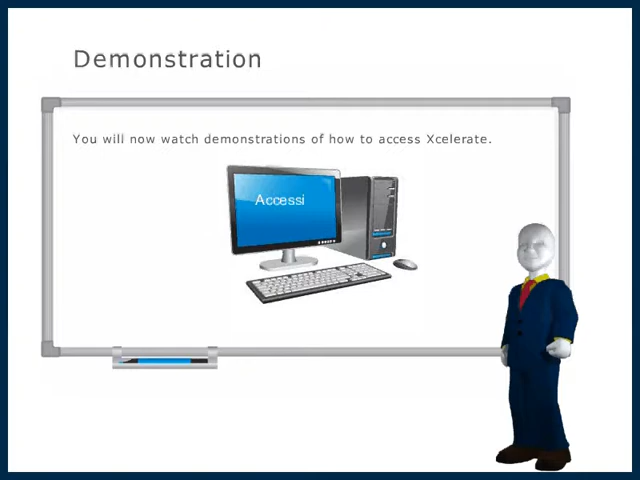 Demonstration
You will now watch demonstrations of how to access Xcelerate.
Accessi